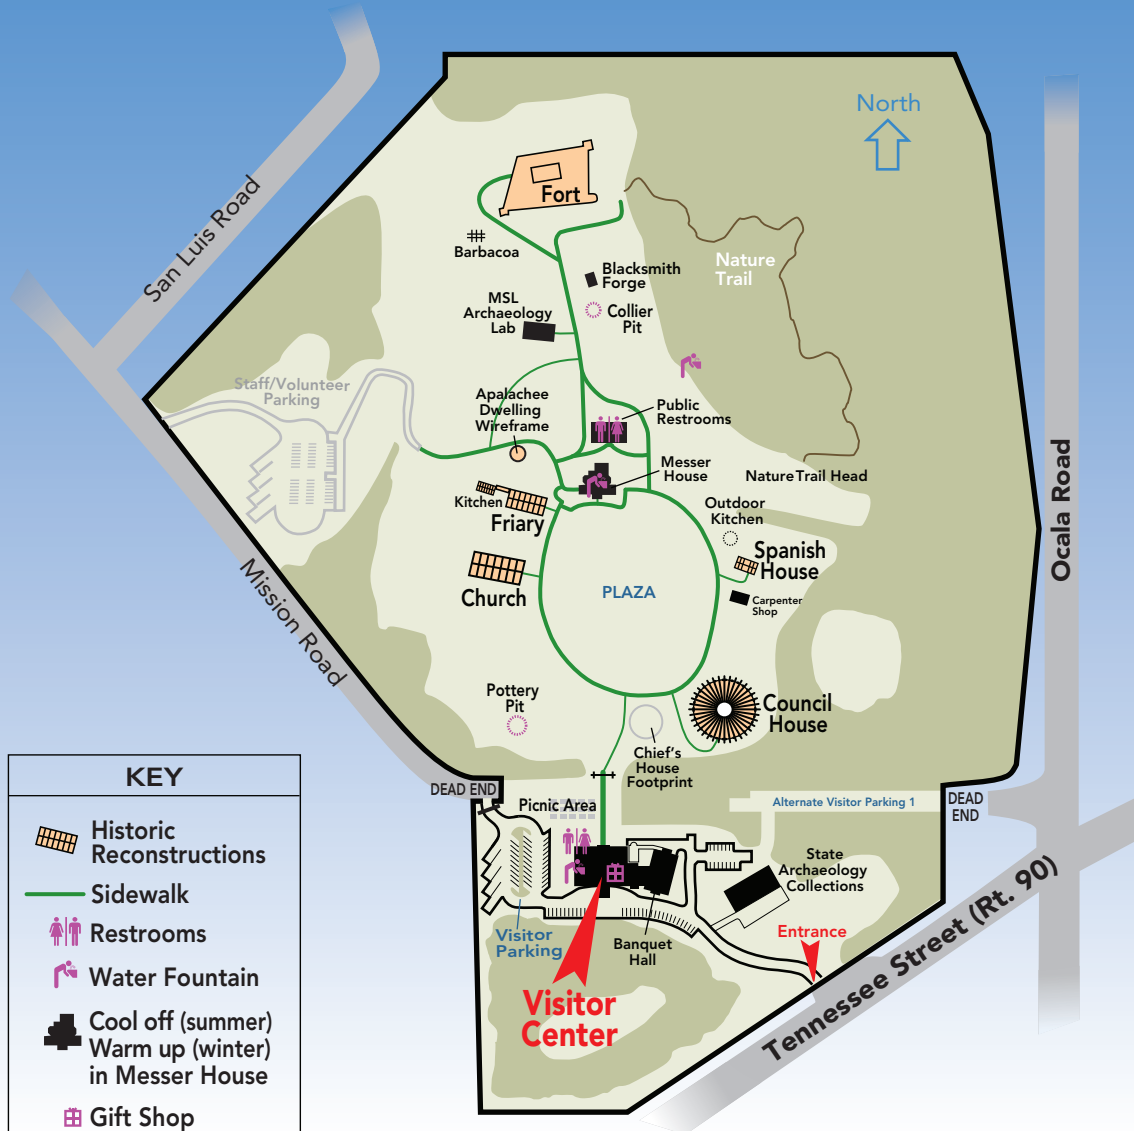 North
San Luis Road
Fort
Barbacoa
Nature
Trail
Blacksmith
Forge
MSL
Archaeology
Lab
Collier
Pit
Staff/Volunteer
Parking
Apalachee
Dwelling
Wireframe
Public
Restrooms
Messer
House
Nature Trail Head
Kitchen
Friary
Outdoor
Kitchen
Ocala Road
Spanish
House
Church
PLAZA
Carpenter
Shop
Mission Road
Pottery
Pit
Council
House
Chief's
House
Footprint
DEAD END
Picnic Area
Alternate Visitor Parking 1
DEAD
END
State
Archaeology
Collections
Visitor
Parking
Banquet
Hall
Entrance
Visitor
Center
Tennessee Street (Rt. 90)
KEY
Historic
Reconstructions
Sidewalk
Restrooms
Water Fountain
Cool off (summer)
Warm up (winter)
in Messer House
Gift Shop